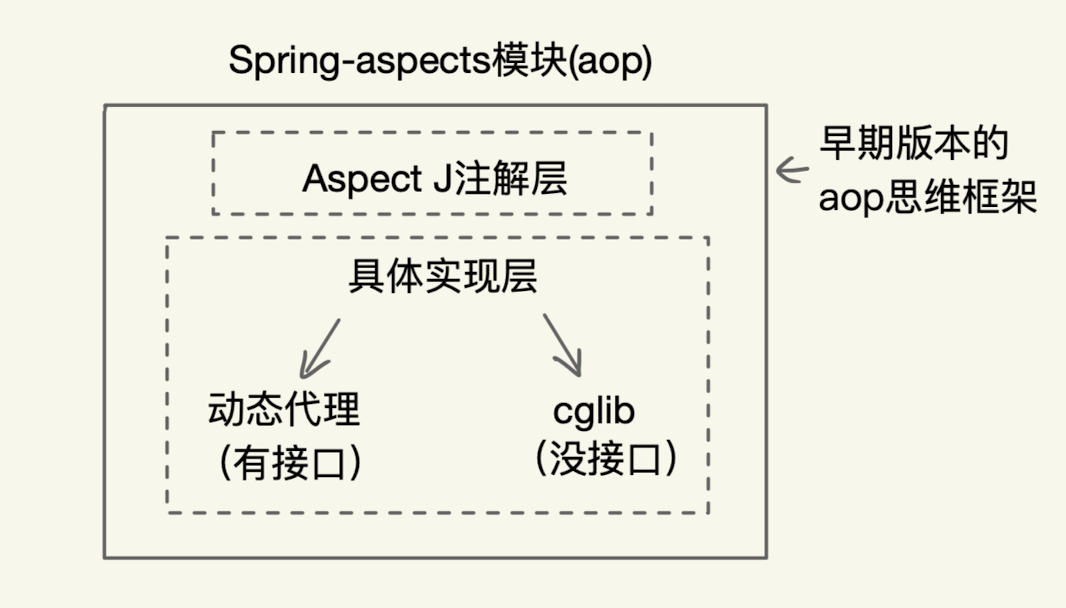 Spring-aspects模块(aop)
Aspect J注解层
早期版本的
aop思维框架
具体实现层
动态代理
（有接口）
cglib
（没接口）